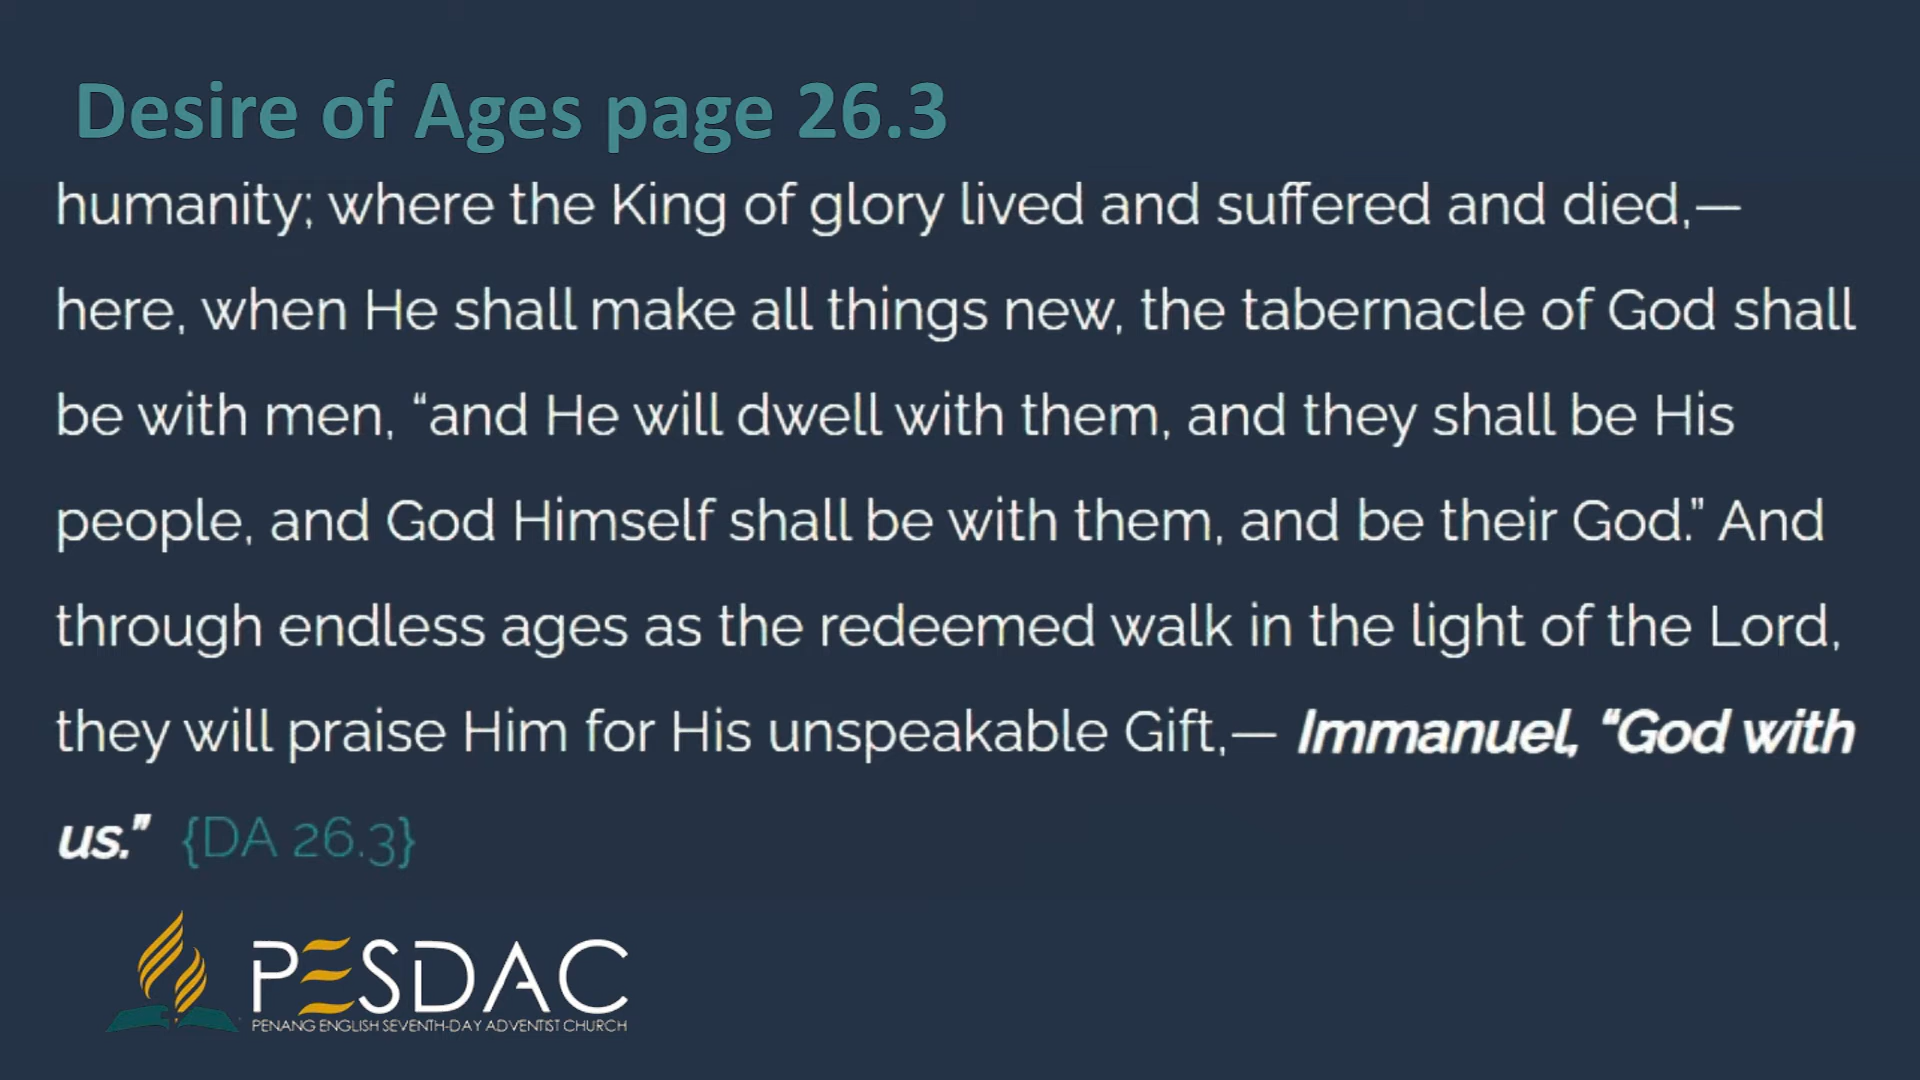 Desire of Ages page 26.3
humanity; where the King of glory lived and suffered and died,—
here, when He shall make all things new, the tabernacle of God shall
be with men, “and He will dwell with them, and they shall be His
people, and God Himself shall be with them, and be their God.” And
through endless ages as the redeemed walk in the light of the Lord,
they will praise Him for His unspeakable Gift,— Immanuel, “God with
us.” {DA 26.3}
PESDAC
PENANG ENGLISH SEVENTH-DAY ADVENTIST CHURCH